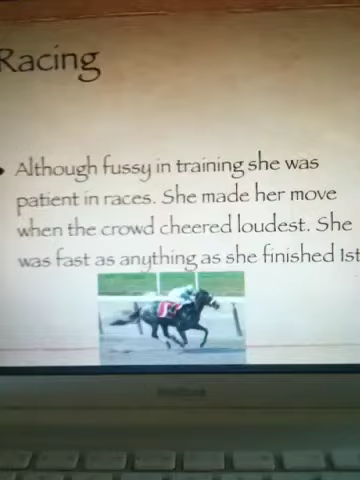 Racing
Although fussy in training she was
patient in races. She made her move
when the crowd cheered loudest. She
was fast as anything as she finished 1st